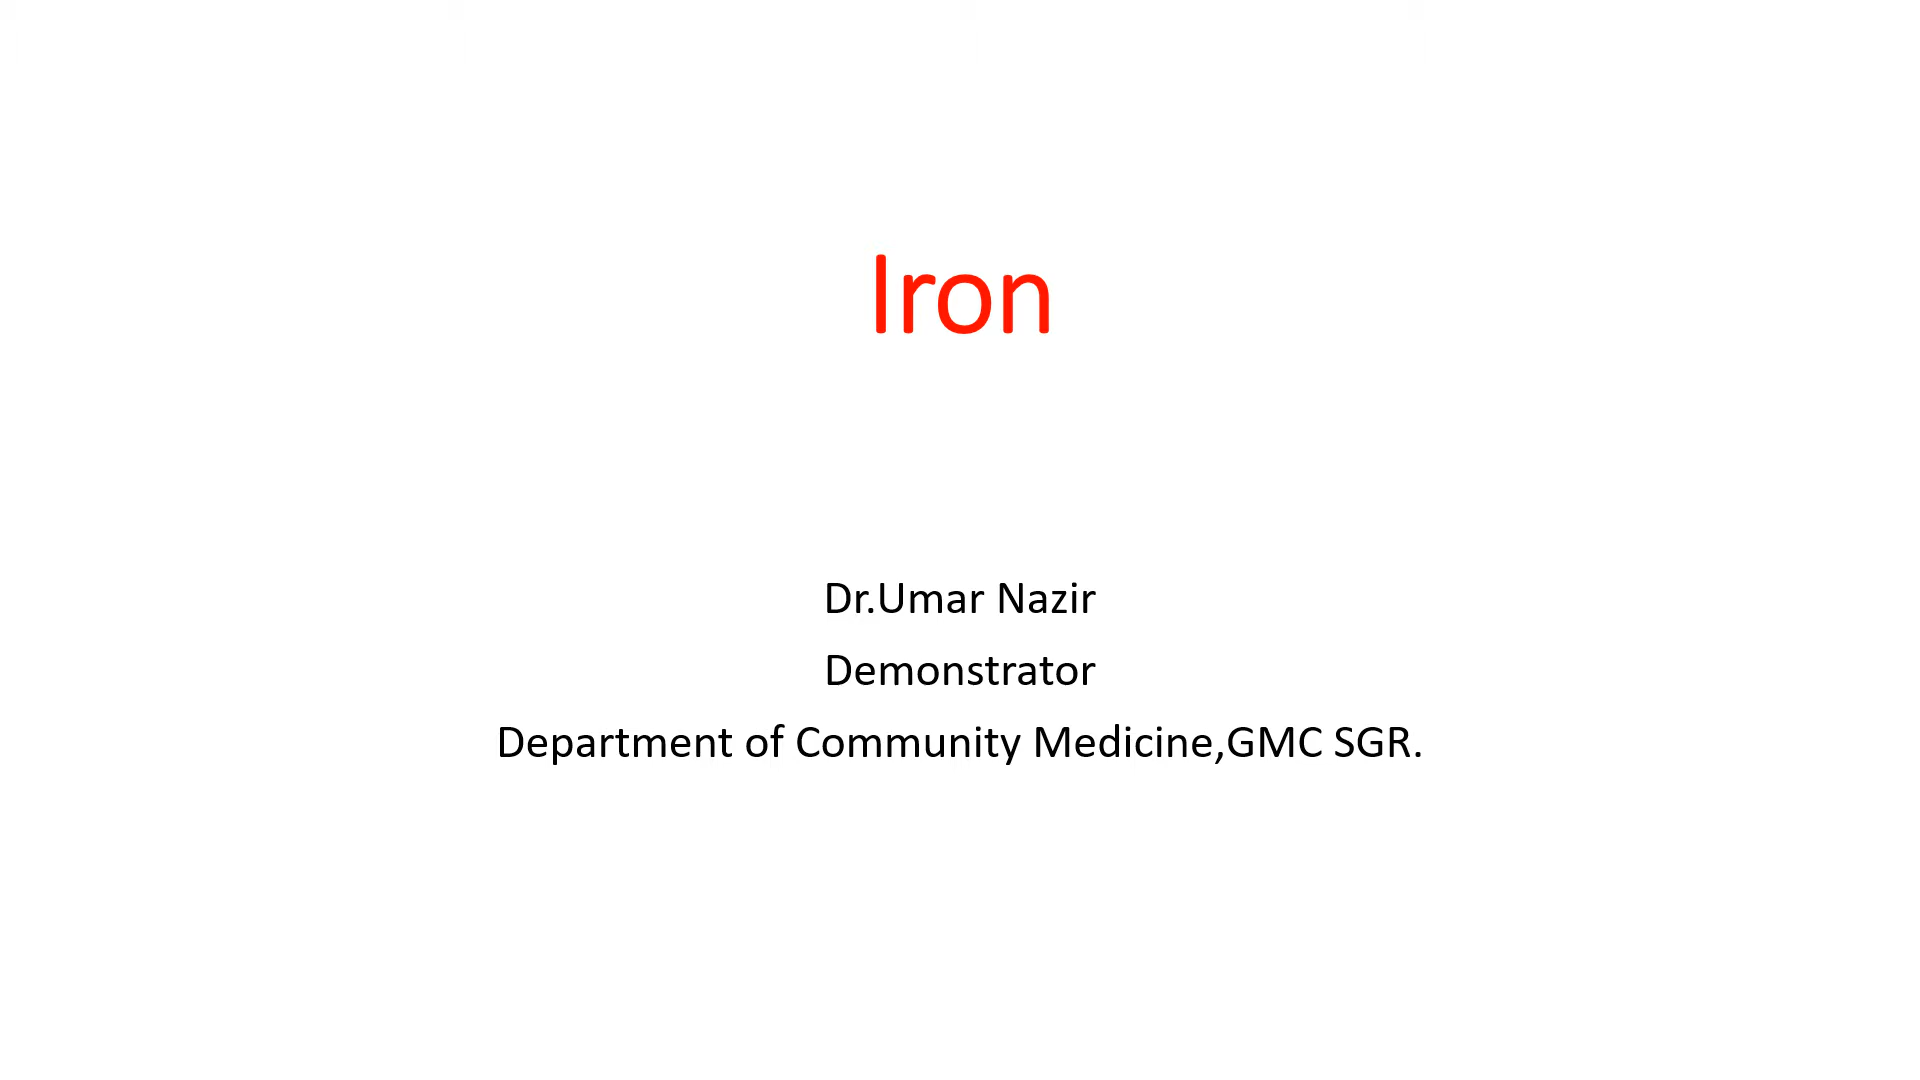 Iron
Dr.Umar Nazir
Demonstrator
Department of Community Medicine,GMC SGR.